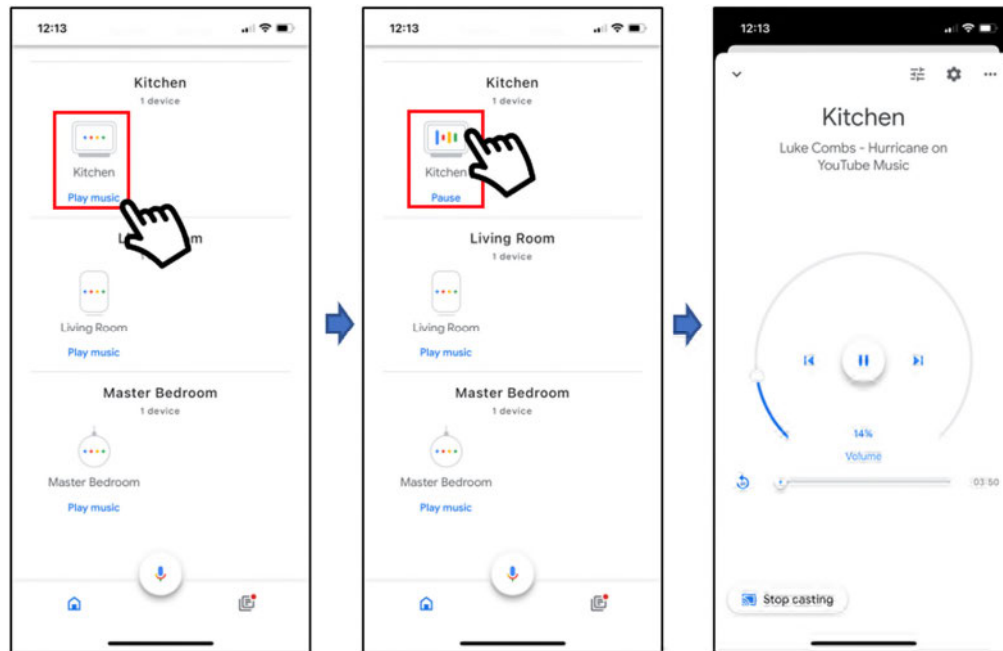 12:13
Kitchen
1 device
Kitchen
Play music
Living Room
Living Room
Play music
Master Bedroom
1 device
Master Bedroom
Play music
12:13
Kitchen
1 device
Kitchen
Pause
Living Room
1 device
Living Room
Play music
Master Bedroom
1 device
Master Bedroom
Play music
12:13
Kitchen
Luke Combs - Hurricane on
YouTube Music
14%
Volume
03:50
Stop casting